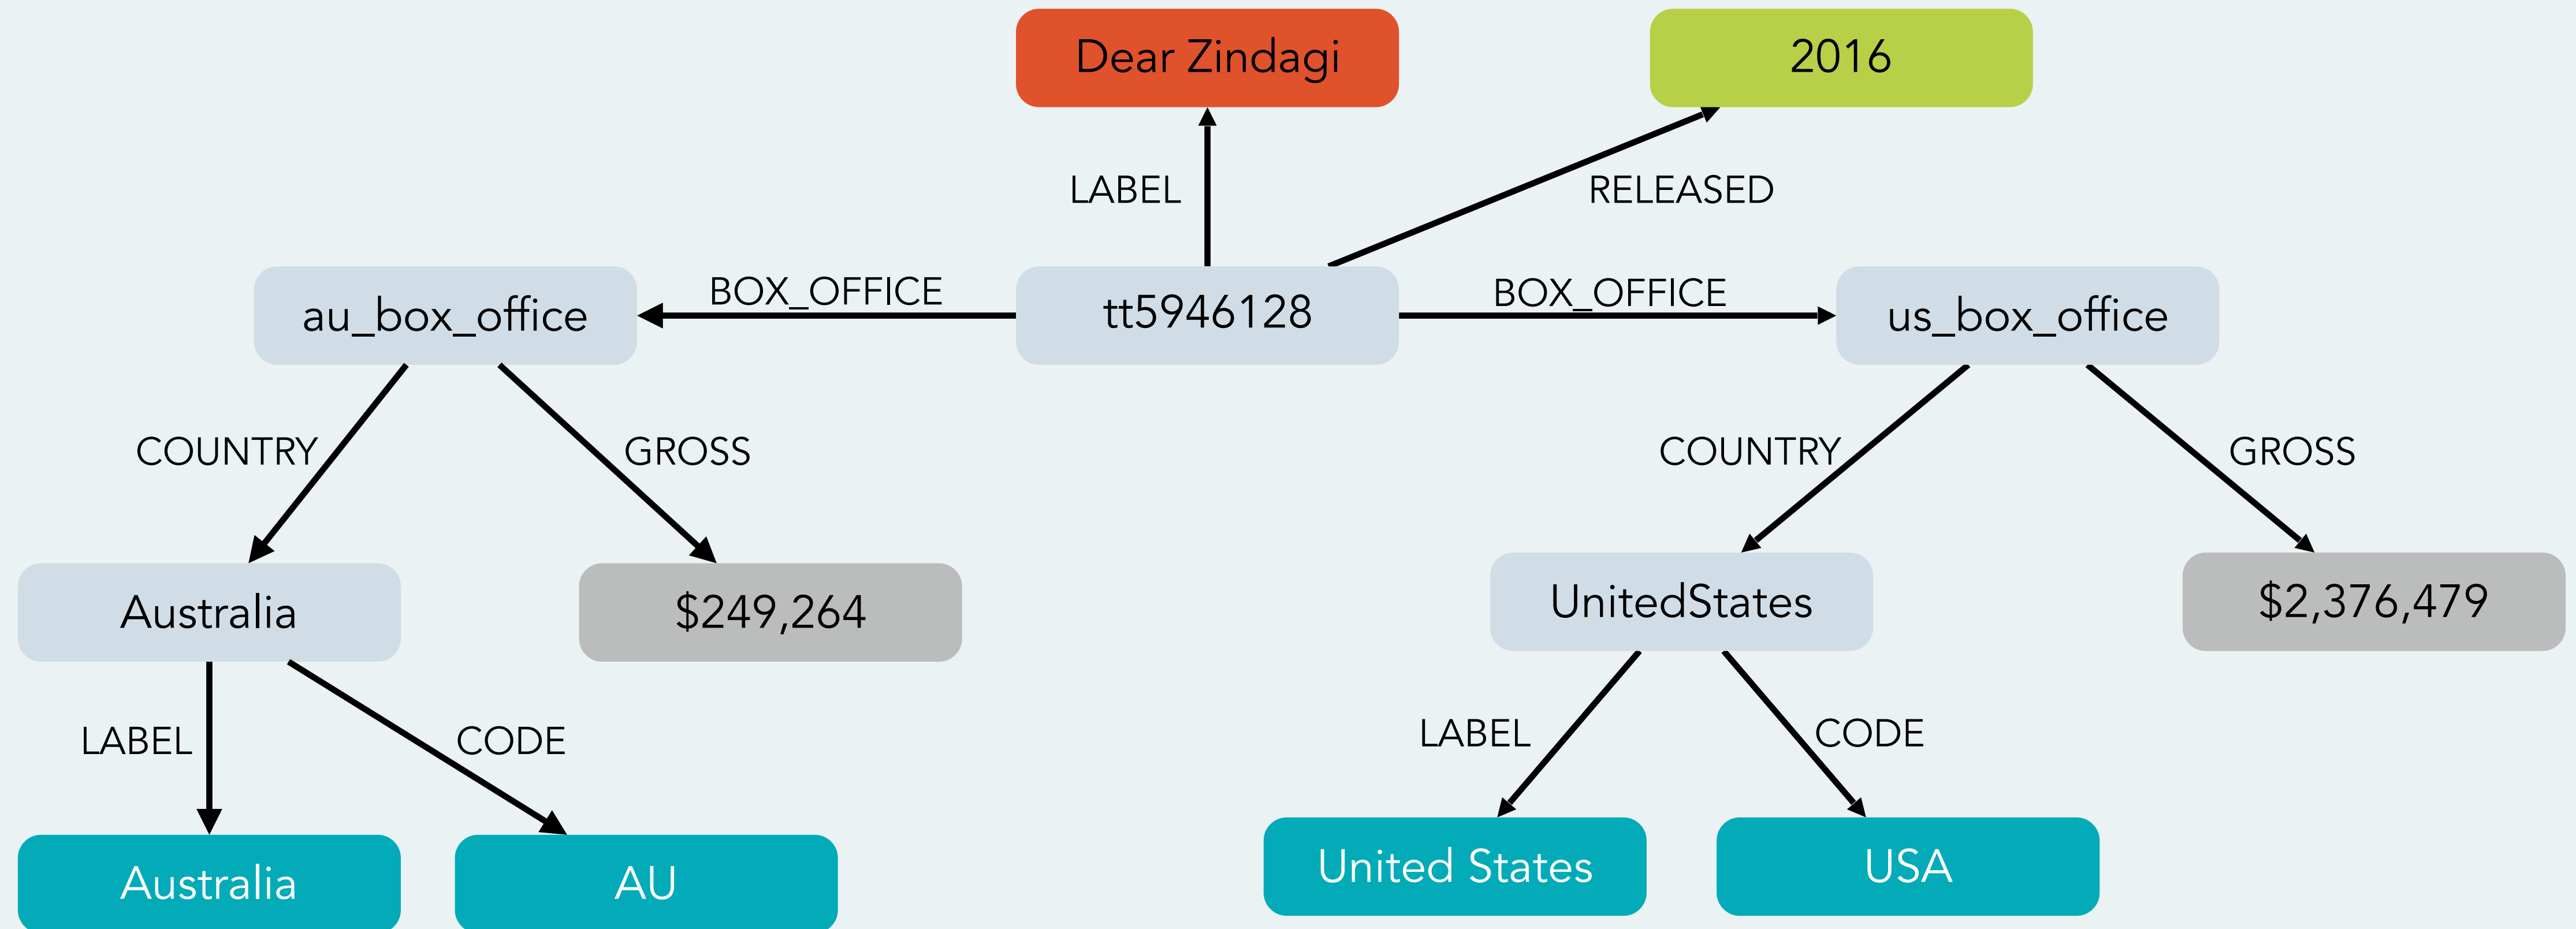 Dear Zindagi
2016
LABEL
RELEASED
au_box_office
BOX_OFFICE
tt5946128
BOX_OFFICE
us_box_office
COUNTRY
GROSS
COUNTRY
GROSS
Australia
$249,264
UnitedStates
$2,376,479
LABEL
CODE
LABEL
CODE
Australia
AU
United States
USA